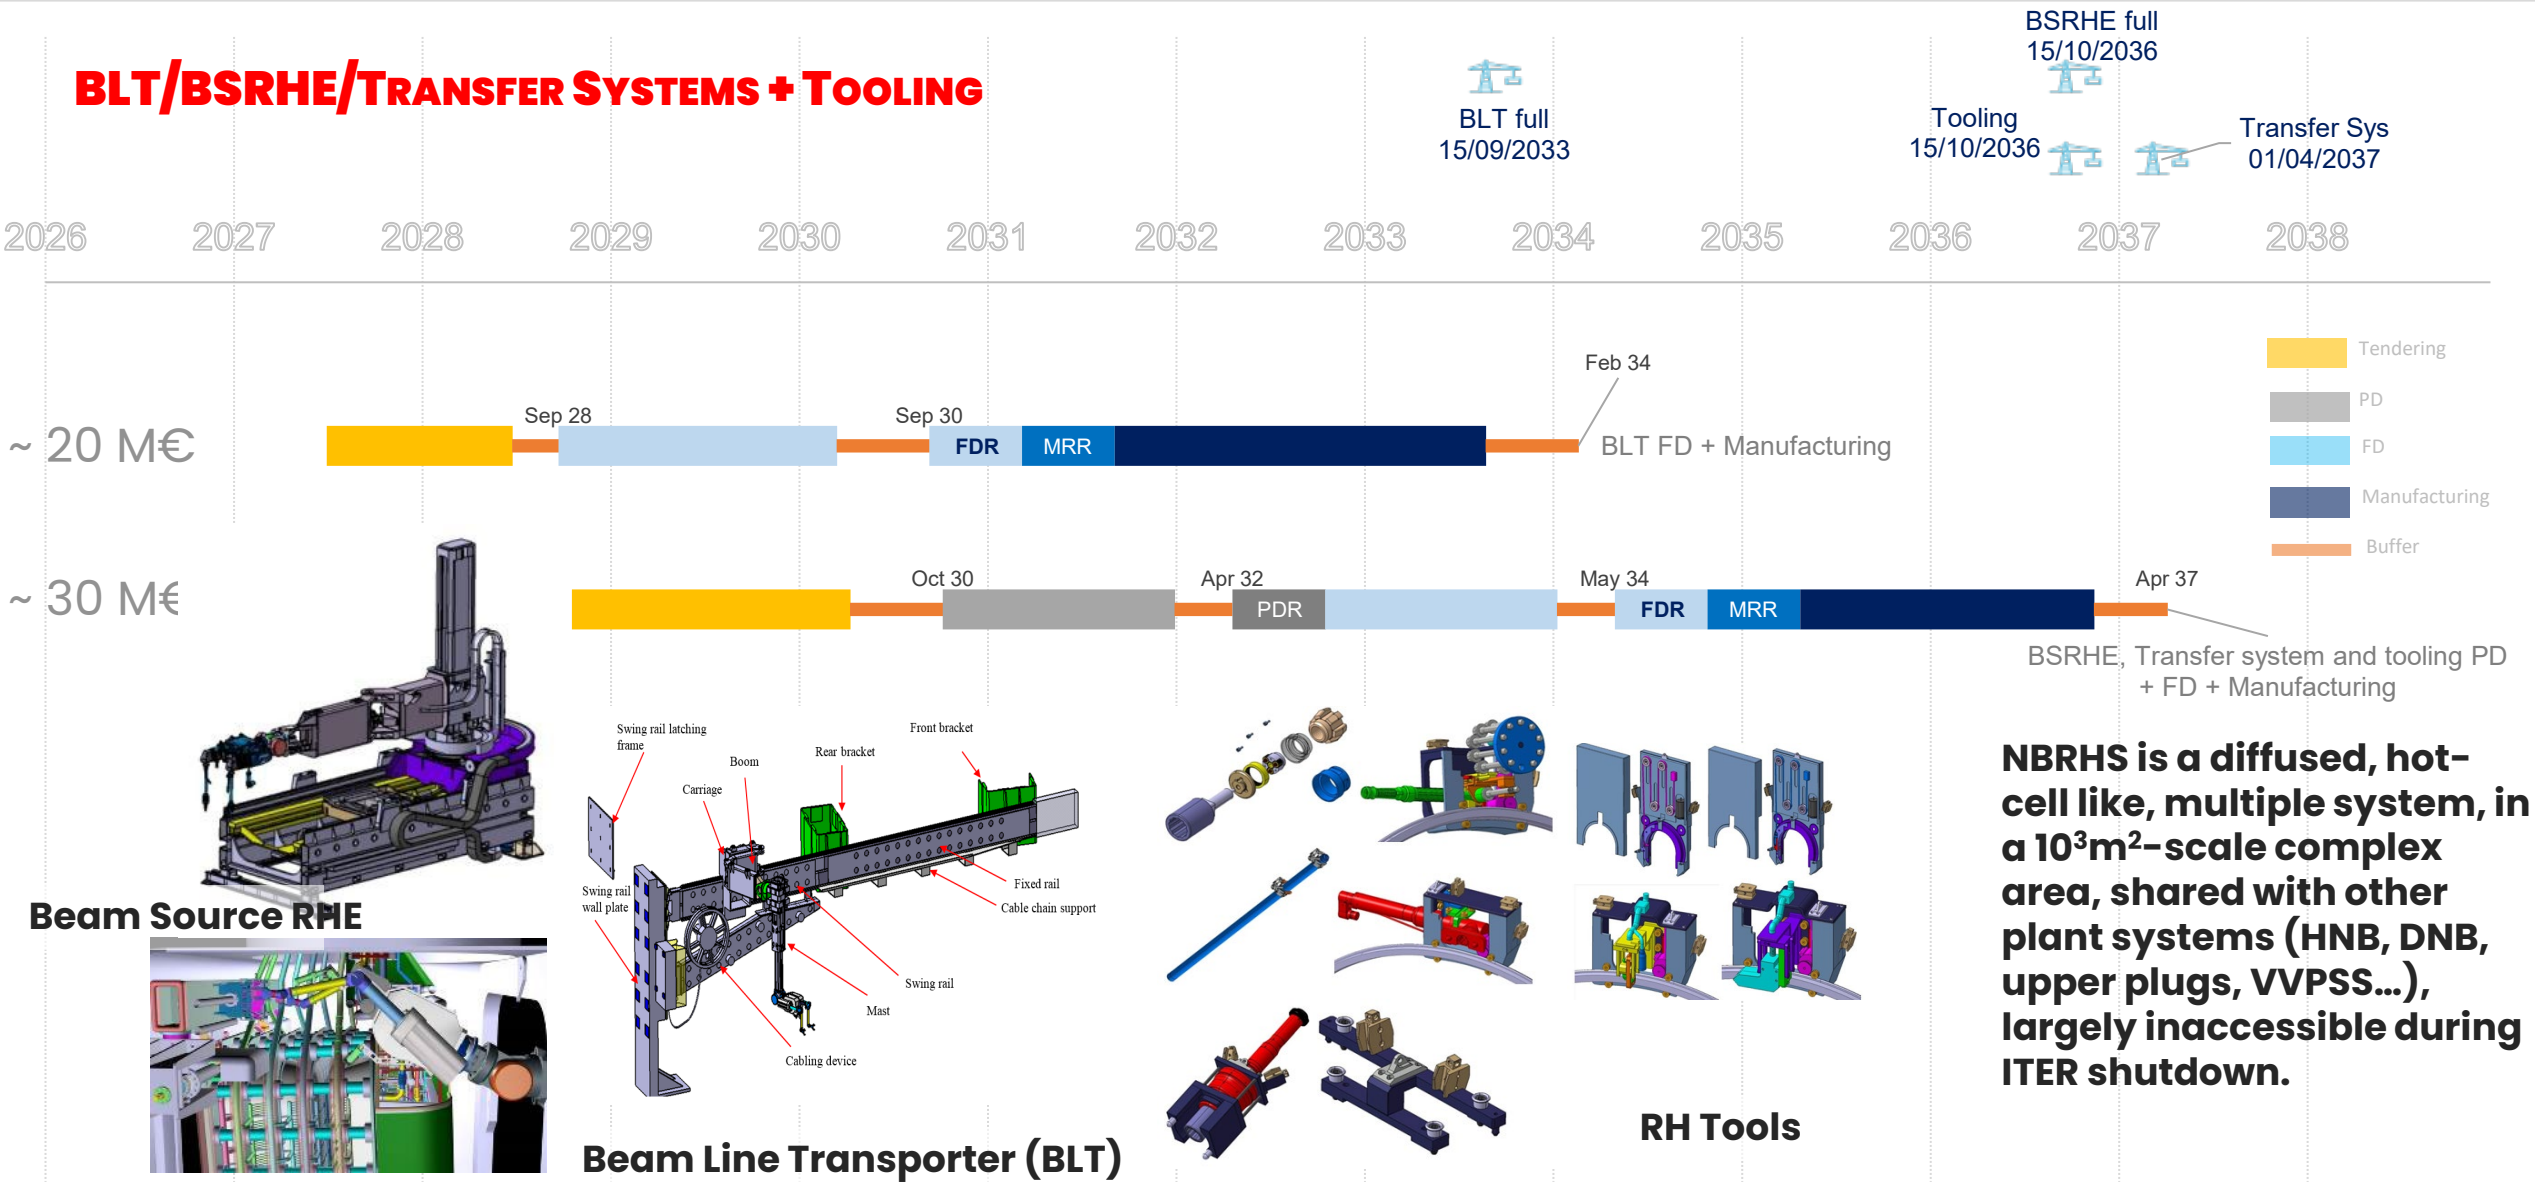 BSRHE full
15/10/2036
BLT/BSRHE/TRANSFER SYSTEMS + TOOLING
BLT full
15/09/2033
Tooling
15/10/2036
Transfer Sys
01/04/2037
2026 2027 2028 2029 2030 2031 2032 2033 2034 2035 2036 2037 2038
Tendering
PD
FD
Manufacturing
Buffer
Feb 34
Sep 28
Sep 30
~ 20 M€
FDR
MRR
BLT FD + Manufacturing
Oct 30
Apr 32
May 34
Apr 37
~ 30 M€
PDR
FDR
MRR
BSRHE, Transfer system and tooling PD
+ FD + Manufacturing
Beam Source RHE
Swing rail latching
frame
Boom
Carriage
Rear bracket
Front bracket
Swing rail
wall plate
Fixed rail
Cable chain support
Swing rail
Mast
Cabling device
Beam Line Transporter (BLT)
RH Tools
NBRHS is a diffused, hot-
cell like, multiple system, in
a 10³m²-scale complex
area, shared with other
plant systems (HNB, DNB,
upper plugs, VVPSS...),
largely inaccessible during
ITER shutdown.